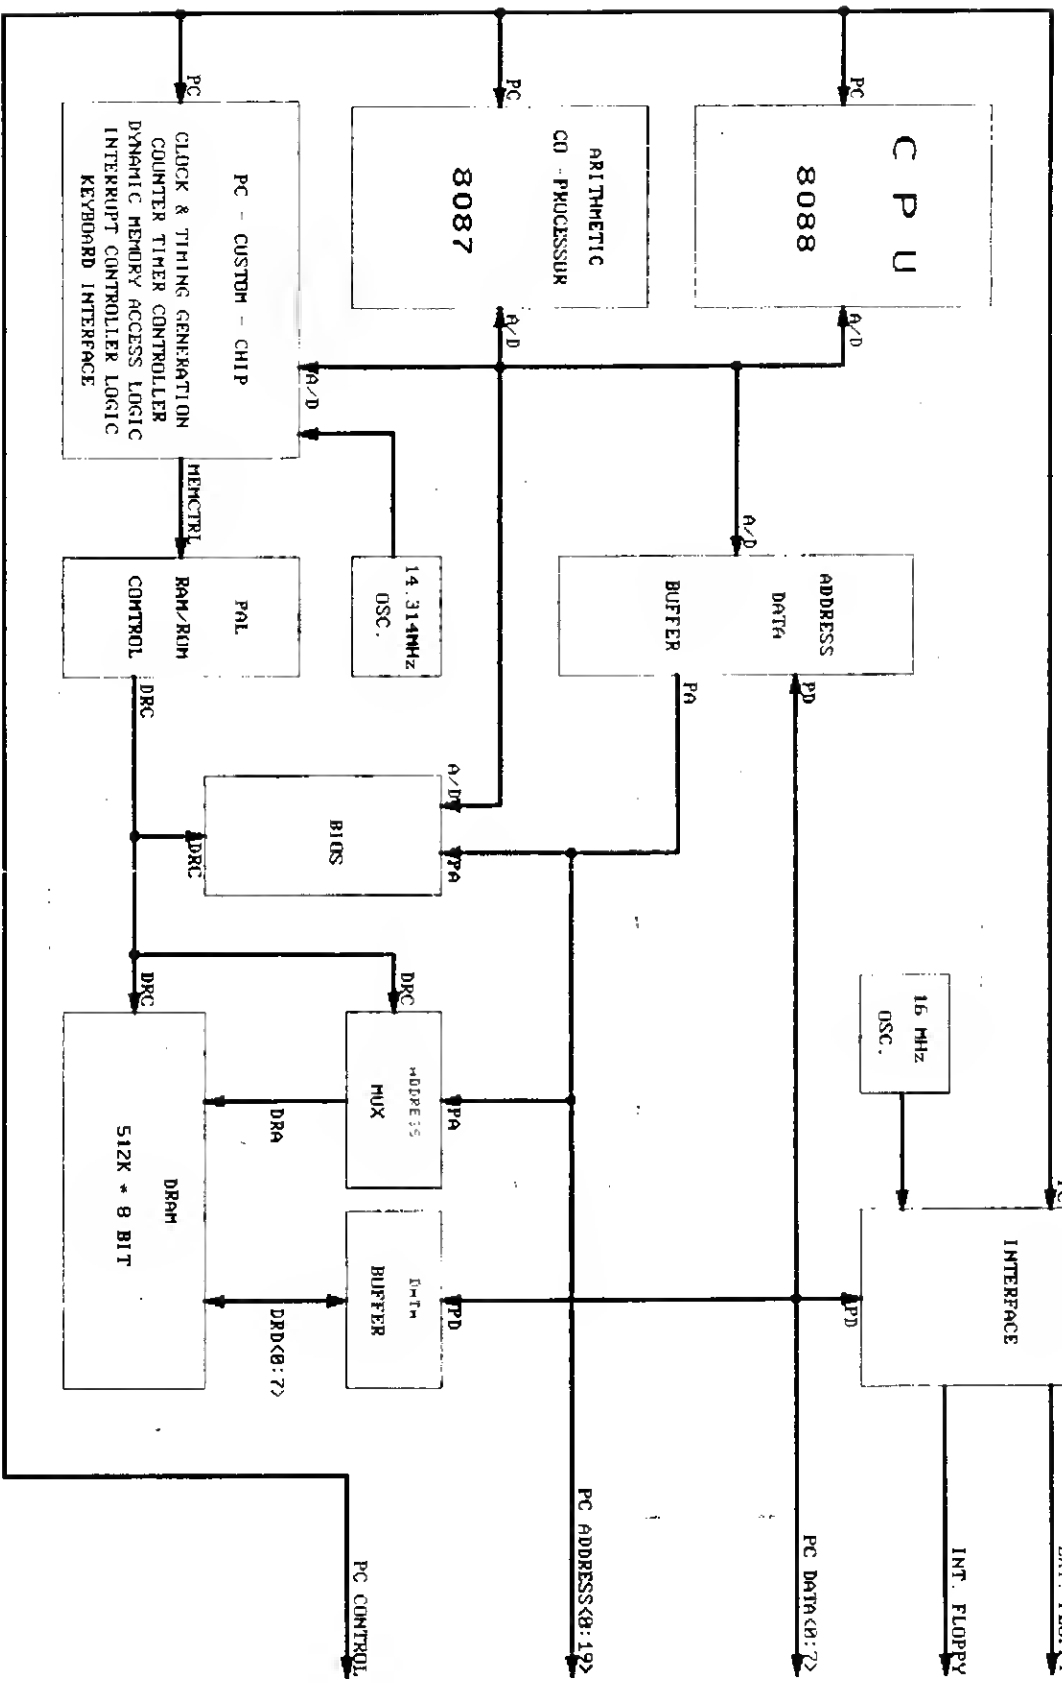 PC
C P U
8088
A/D
PC
ARITHMETIC
CO-PROCESSUR
8087
A/D
PC
PC - CUSTOM - CHIP
CLOCK & TIMING GENERATION
COUNTER TIMER CONTROLLER
DYNAMIC MEMORY ACCESS LOGIC
INTERRUPT CONTROLLER LOGIC
KEYBOARD INTERFACE
A/D
MEMCTRL
A/D
ADDRESS
DATA
BUFFER
PD
PA
14.314MHz
OSC.
PAL
RAM/ROM
COMTROL
DRC
A/D
PA
BIOS
DRC
16 MHz
OSC.
DRC
PA
MUX
DRA
DRC
DRAM
512K * 8 BIT
PD
BUFFER
DRD<0:7>
INTERFACE
PD
INT. FLOPPY
PC DATA<0:7>
PC ADDRESS<0:19>
PC CONTROL